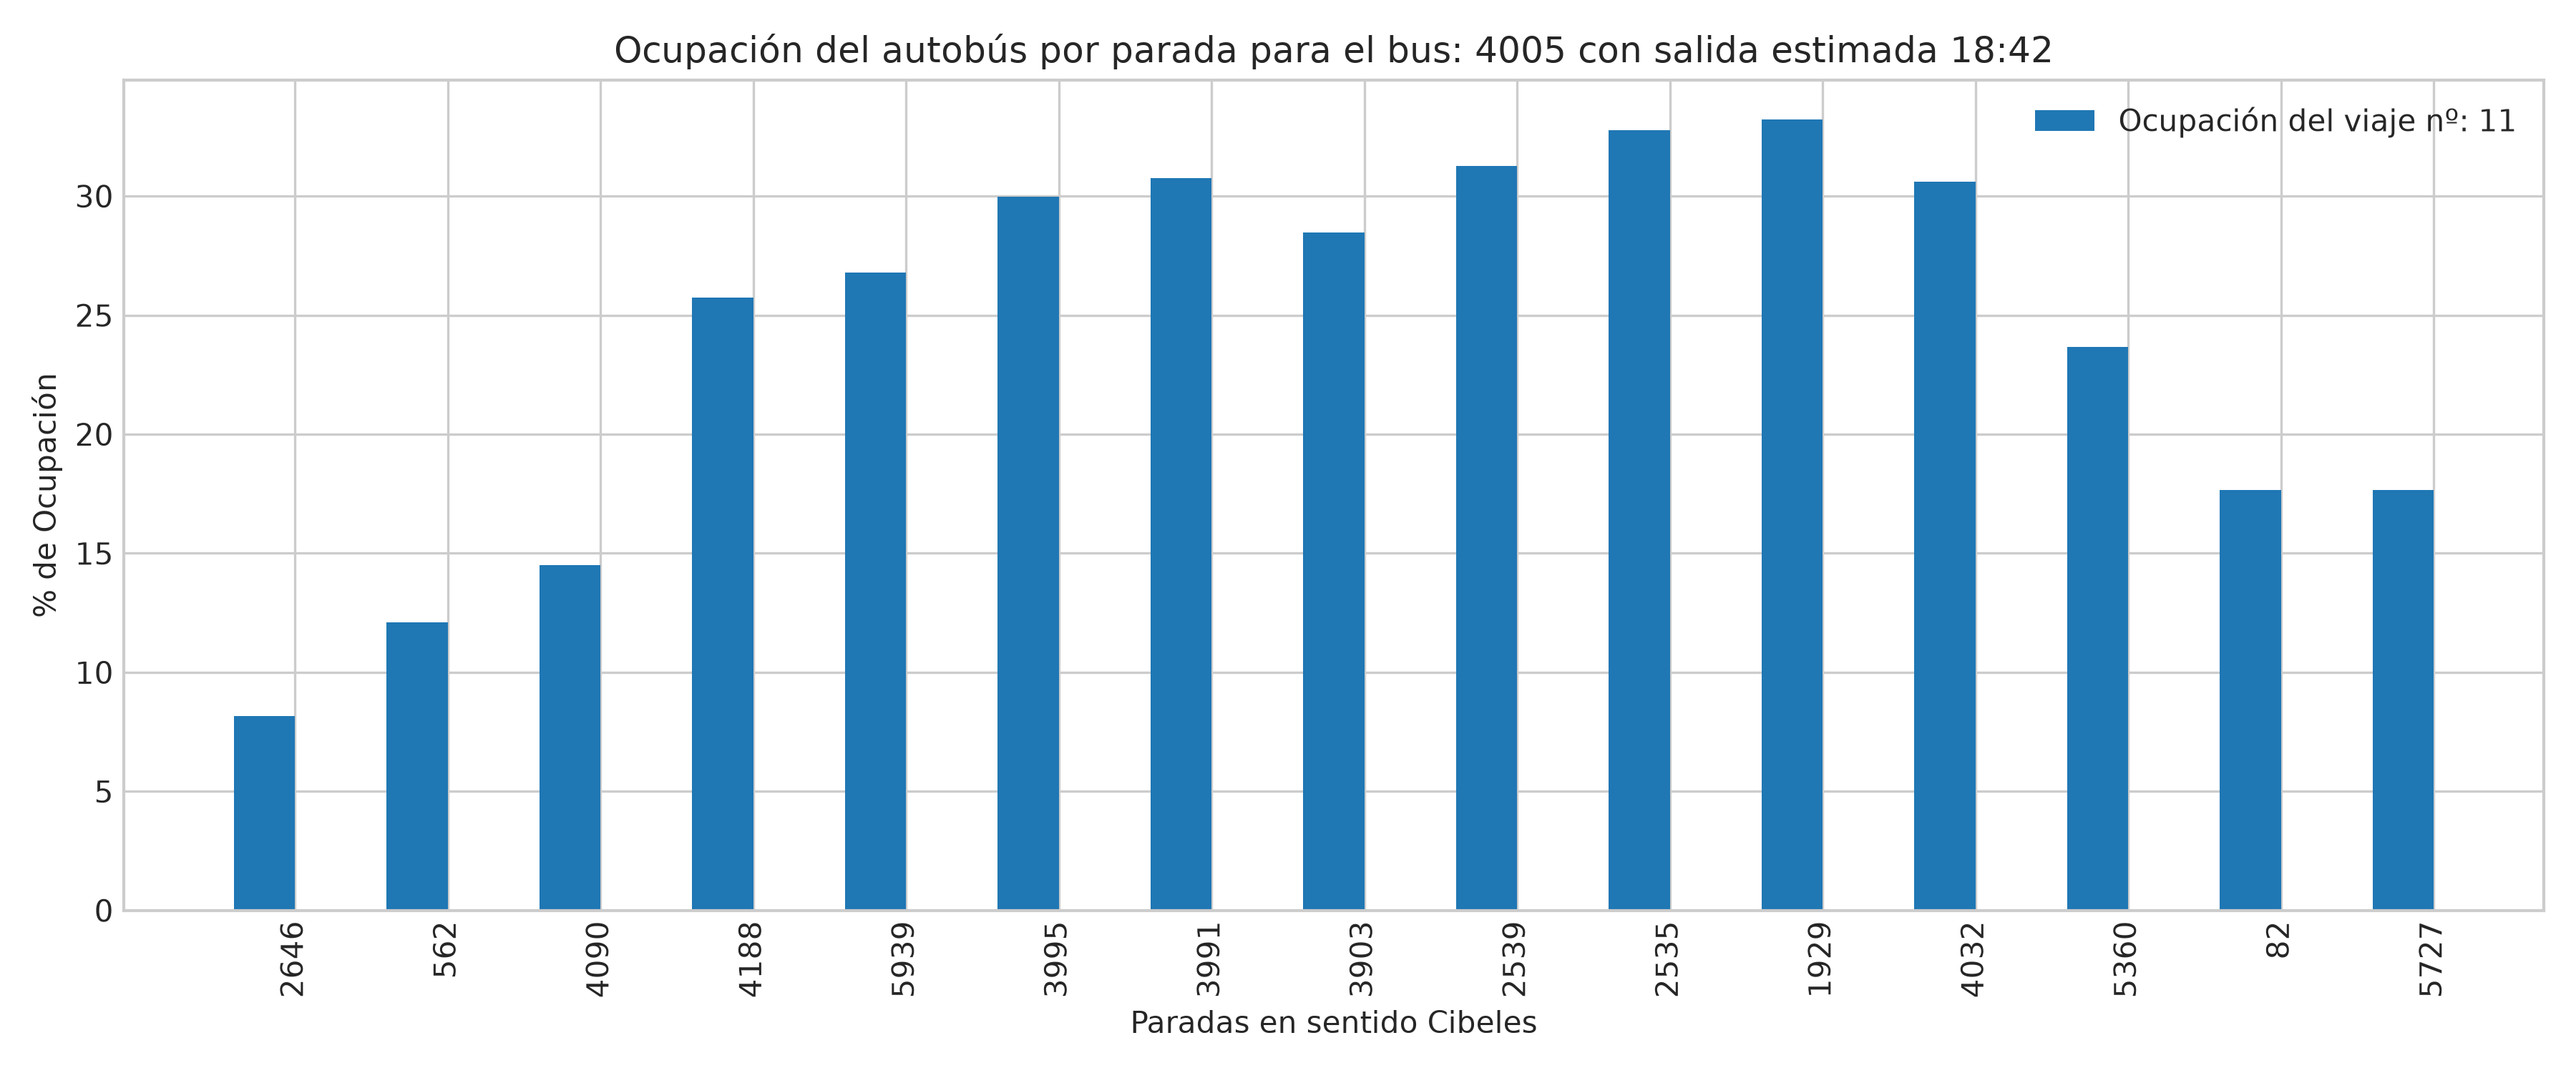 Ocupación del autobús por parada para el bus: 4005 con salida estimada 18:42
Ocupación del viaje nº: 11
% de Ocupación
30
25
20
15
10
5
0
2646 562 4090 4188 5939 3995 3991 3903 2539 2535 1929 4032 5360 82 5727
Paradas en sentido Cibeles